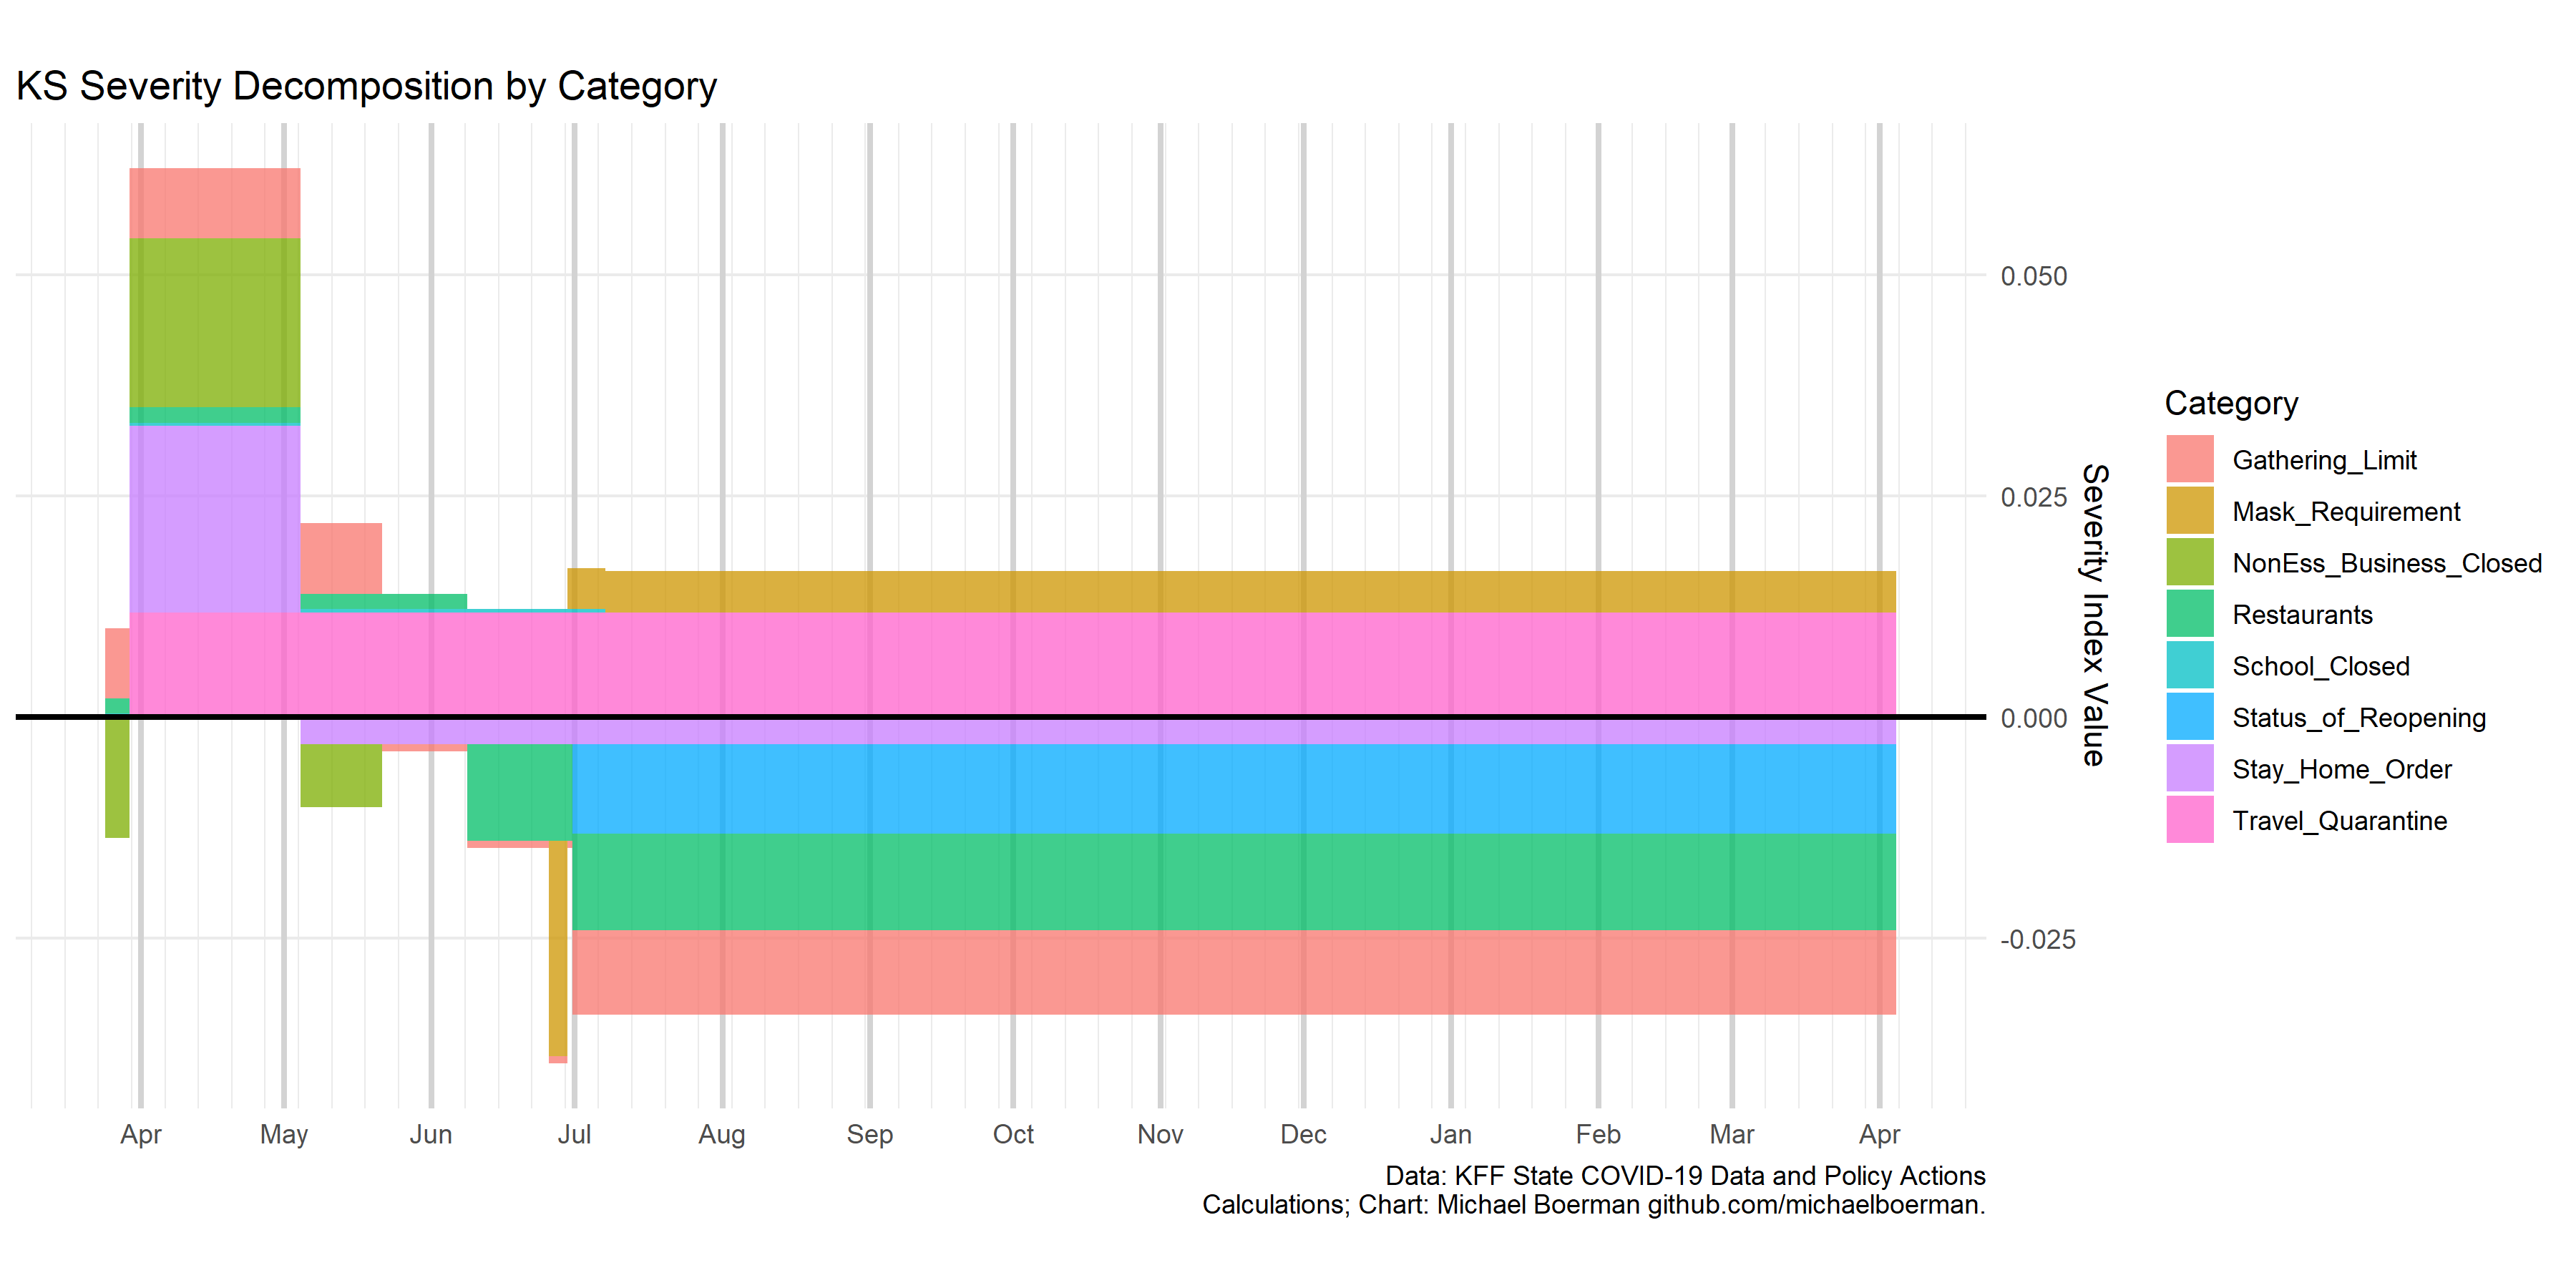 KS Severity Decomposition by Category
0.050
0.025
0.000
-0.025
Severity Index Value
Category
Gathering_Limit
Mask_Requirement
NonEss_Business_Closed
Restaurants
School_Closed
Status_of_Reopening
Stay_Home_Order
Travel_Quarantine
Apr May Jun Jul Aug Sep Oct Nov Dec Jan Feb Mar Apr
Data: KFF State COVID-19 Data and Policy Actions
Calculations; Chart: Michael Boerman github.com/michaelboerman.